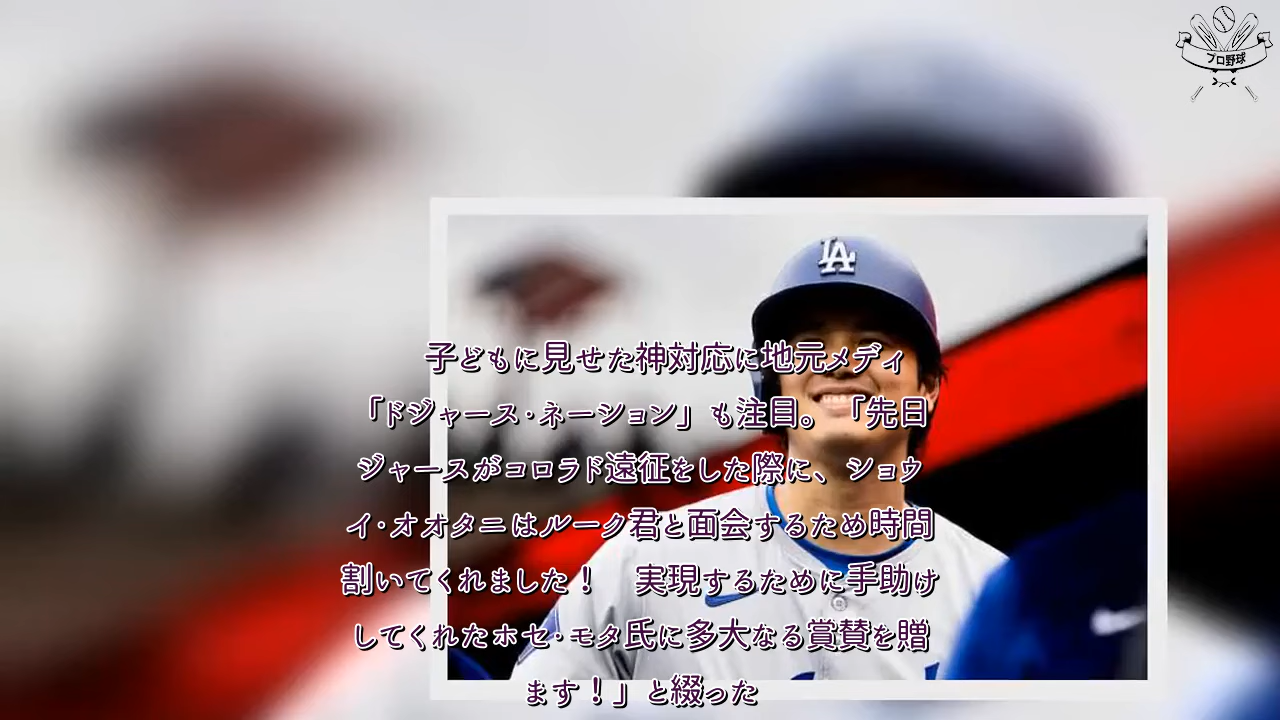 プロ野球
LA
子どもに見せた神対応に地元メディ
「ドジャース・ネーション」も注目。「先日
ジャースがコロラド遠征をした際に、ショウ
イ・オオタニはルーク君と面会するため時間
割いてくれました！　実現するために手助け
してくれたホセ・モタ氏に多大なる賞賛を贈
ます！」と綴った